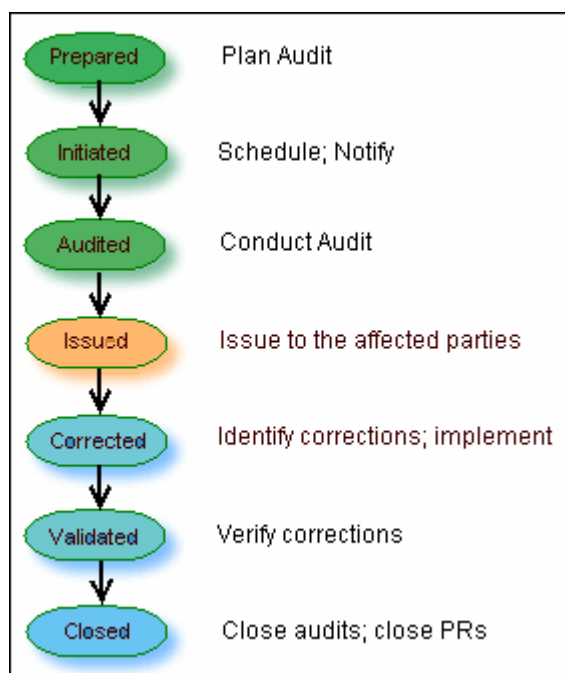 Prepared Plan Audit
Initiated Schedule; Notify
Audited Conduct Audit
Issued Issue to the affected parties
Corrected Identify corrections; implement
Validated Verify corrections
Closed Close audits; close PRs